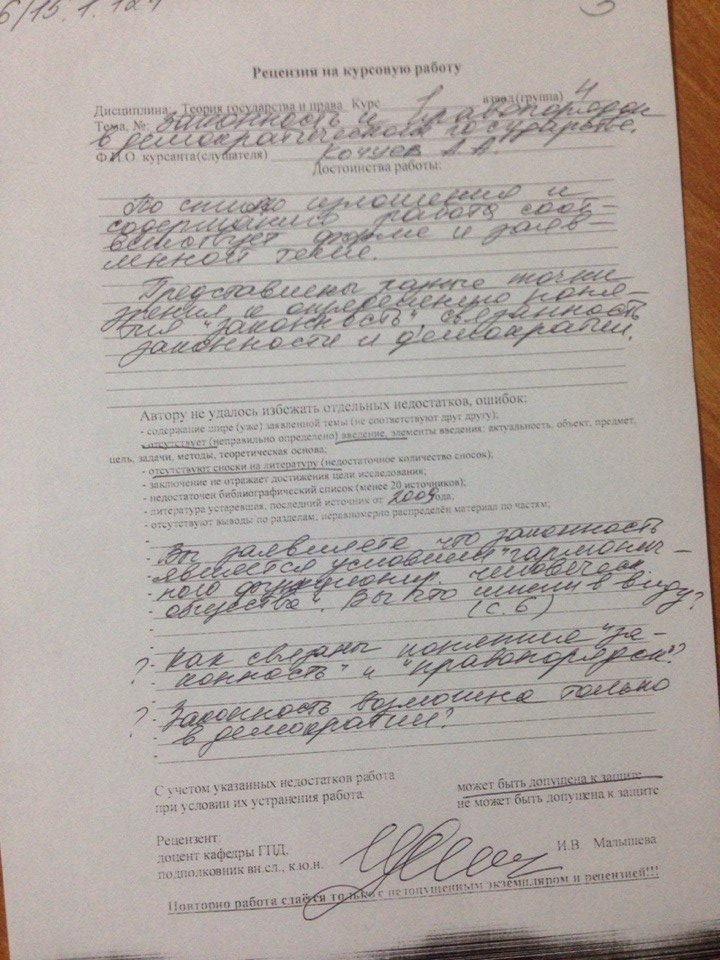 Рецензия на курсовую работу
Дисциплина Теория государства и права Курс 1 взвод(группа) 4
Тема, №: Законность и правопорядок
в демократическом государстве.
Ф.И.О. курсанта(слушателя) Кочуев А.А.
Достоинства работы:
По стилю изложения и
содержанию работа соот-
ветствует форме и заяв-
ленной теме.
Представлены разные точки
зрения к определению поня-
тия "законность", связанность
законности и демократии.
Автору не удалось избежать отдельных недостатков, ошибок:
- содержание шире (уже) заявленной темы (не соответствуют друг другу);
- отсутствует (неправильно определено) введение, элементы введения: актуальность, объект, предмет,
цель, задачи, методы, теоретическая основа;
- отсутствуют сноски на литературу (недостаточное количество сносок);
- заключение не отражает достижения цели исследования;
- недостаточен библиографический список (менее 20 источников);
- литература устаревшая, последний источник от 2009 года;
- отсутствуют выводы по разделам; неравномерно распределён материал по частям;
- Вы заявляете что законность
является условием "гармонич-
ного функционир. человеческ.
общества". Вы что имели в виду?
(с. 6)
? Как связаны понятия "за-
конность" и "правопорядок"?
? Законность возможна только
в демократии?
С учетом указанных недостатков работа может быть допущена к защите
при условии их устранения работа не может быть допущена к защите
Рецензент:
доцент кафедры ГПД,
подполковник вн.сл., к.ю.н. И.В Малышева
Повторно работа сдаётся только с недопущенным экземпляром и рецензией!!!